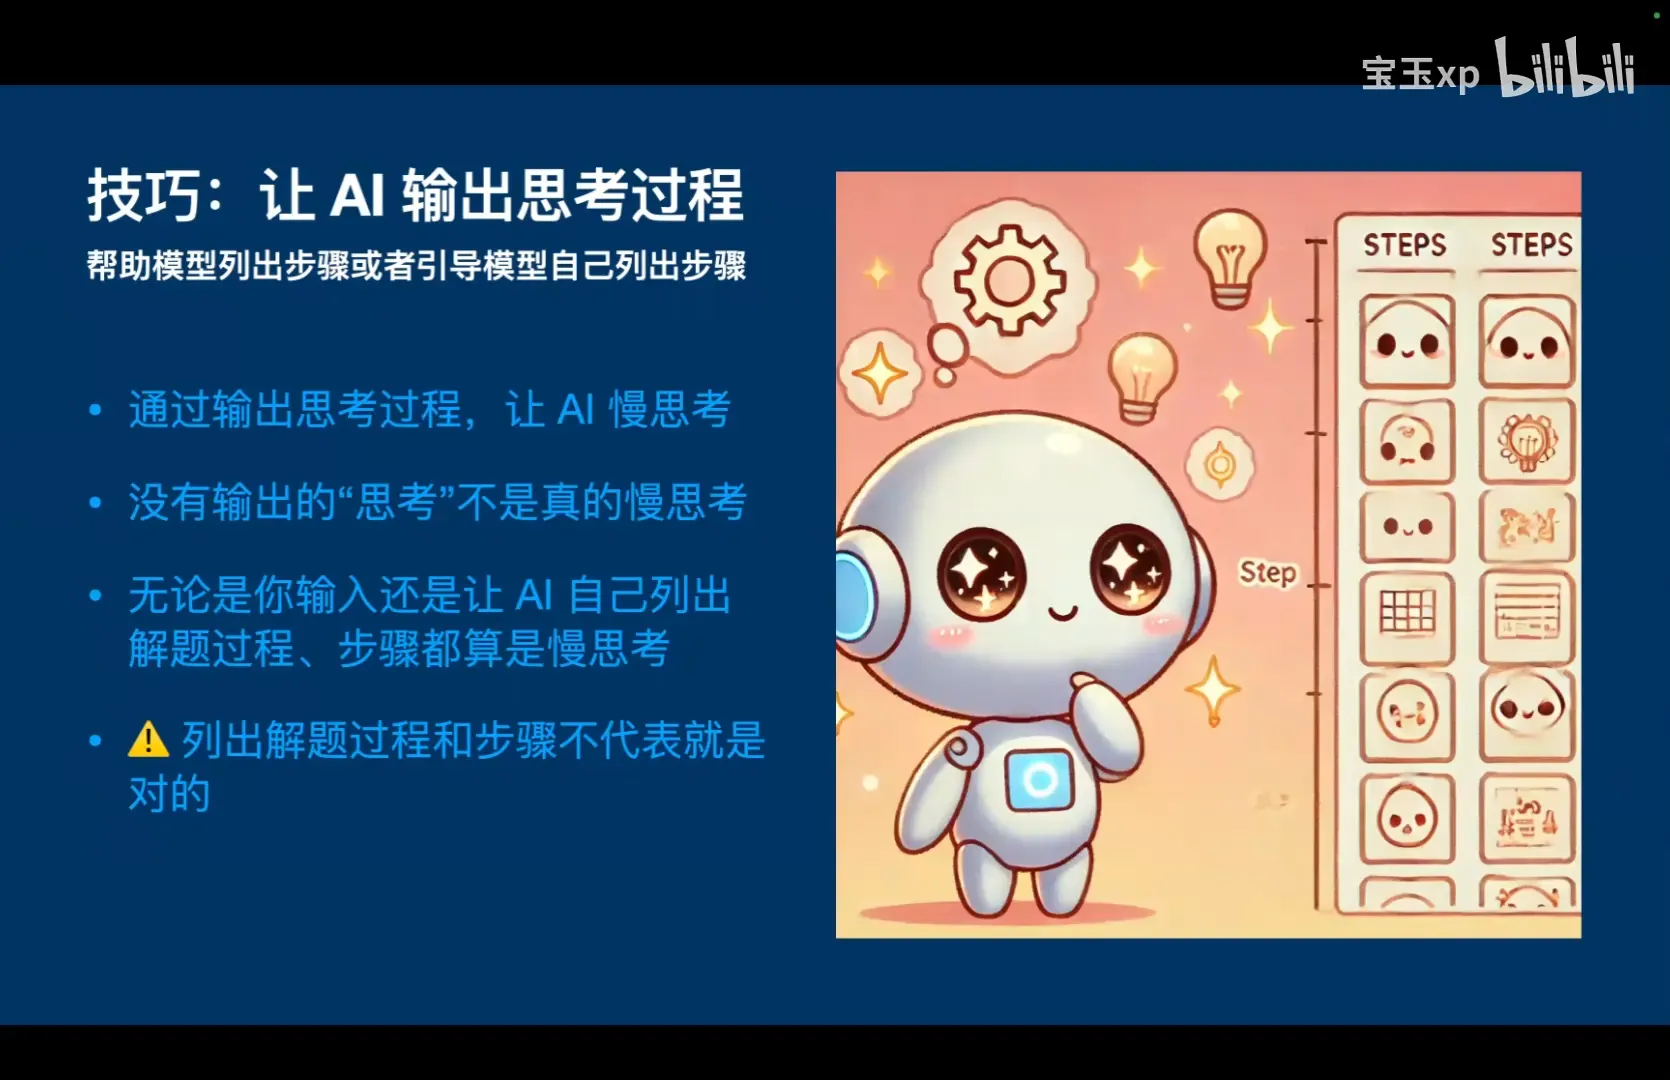 宝玉xp bilibili
技巧：让 AI 输出思考过程
帮助模型列出步骤或者引导模型自己列出步骤
• 通过输出思考过程，让 AI 慢思考
• 没有输出的“思考”不是真的慢思考
• 无论是你输入还是让 AI 自己列出
解题过程、步骤都算是慢思考
• ⚠️ 列出解题过程和步骤不代表就是
对的
STEPS STEPS
Step